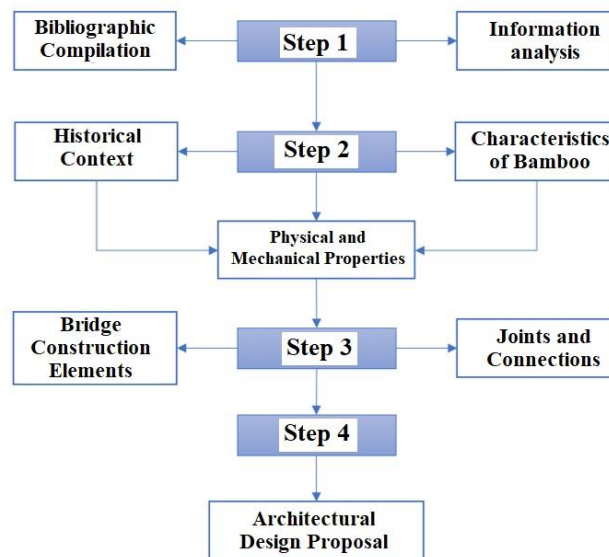 Bibliographic
Compilation
Step 1
Information
analysis
Historical
Context
Step 2
Characteristics
of Bamboo
Physical and
Mechanical Properties
Bridge
Construction
Elements
Step 3
Joints and
Connections
Step 4
Architectural
Design Proposal